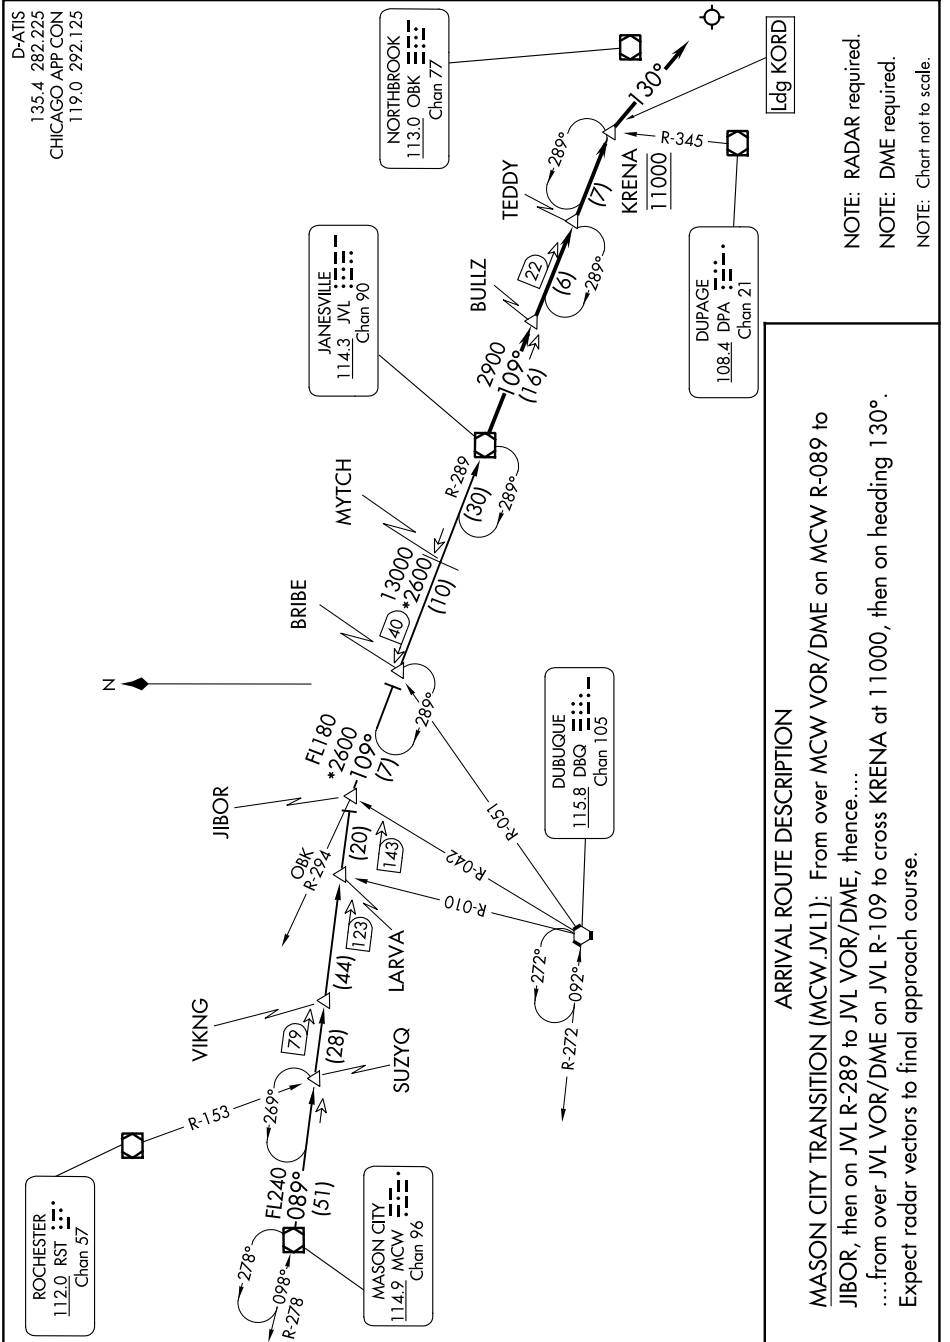 D-ATIS
135.4 282.225
CHICAGO APP CON
119.0 292.125
ROCHESTER
112.0 RST
Chan 57
R-153
MASON CITY
114.9 MCW
Chan 96
278°
098°
R-278
FL240
089°
(51)
269°
SUZYQ
(28)
79
VIKNG
(44)
123
LARVA
(20)
143
JIBOR
OBK
R-294
FL180
*2600
109°
(7)
N
BRIBE
289°
40
13000
*2600
(10)
MYTCH
(30)
R-289
289°
JANESVILLE
114.3 JVL
Chan 90
2900
109°
(16)
BULLZ
22
(6)
289°
TEDDY
(7)
289°
KRENA
11000
130°
NORTHBROOK
113.0 OBK
Chan 77
Ldg KORD
R-345
DUPAGE
108.4 DPA
Chan 21
DUBUQUE
115.8 DBQ
Chan 105
R-051
R-042
R-010
272°
092°
R-272
NOTE: RADAR required.
NOTE: DME required.
NOTE: Chart not to scale.
ARRIVAL ROUTE DESCRIPTION
MASON CITY TRANSITION (MCW.JVL1): From over MCW VOR/DME on MCW R-089 to
JIBOR, then on JVL R-289 to JVL VOR/DME, thence....
....from over JVL VOR/DME on JVL R-109 to cross KRENA at 11000, then on heading 130°.
Expect radar vectors to final approach course.